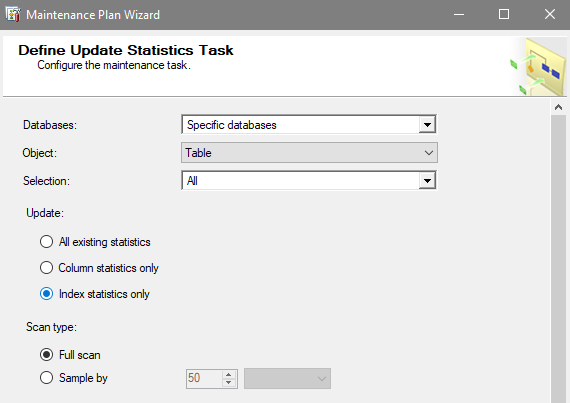 Maintenance Plan Wizard
Define Update Statistics Task
Configure the maintenance task.
Databases: Specific databases
Object: Table
Selection: All
Update:
All existing statistics
Column statistics only
Index statistics only
Scan type:
Full scan
Sample by 50